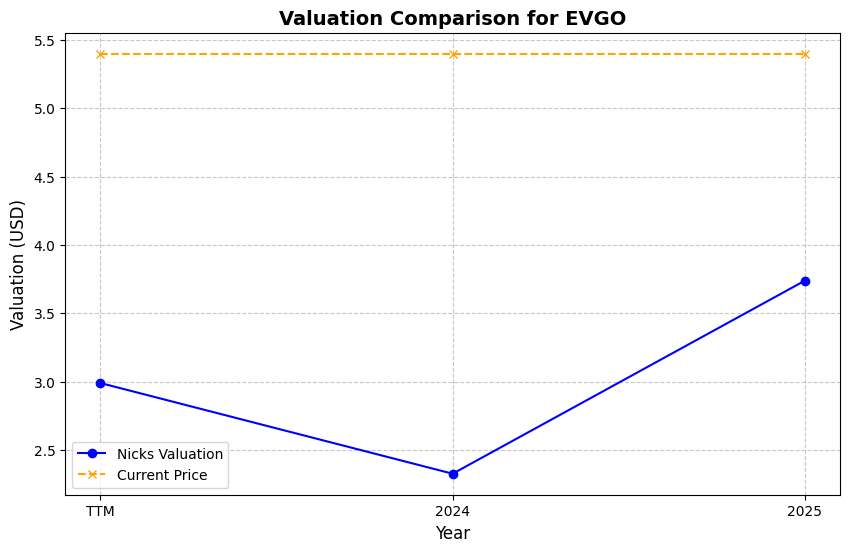 Valuation Comparison for EVGO
Valuation (USD)
5.5
5.0
4.5
4.0
3.5
3.0
2.5
Nicks Valuation
Current Price
TTM
2024
2025
Year